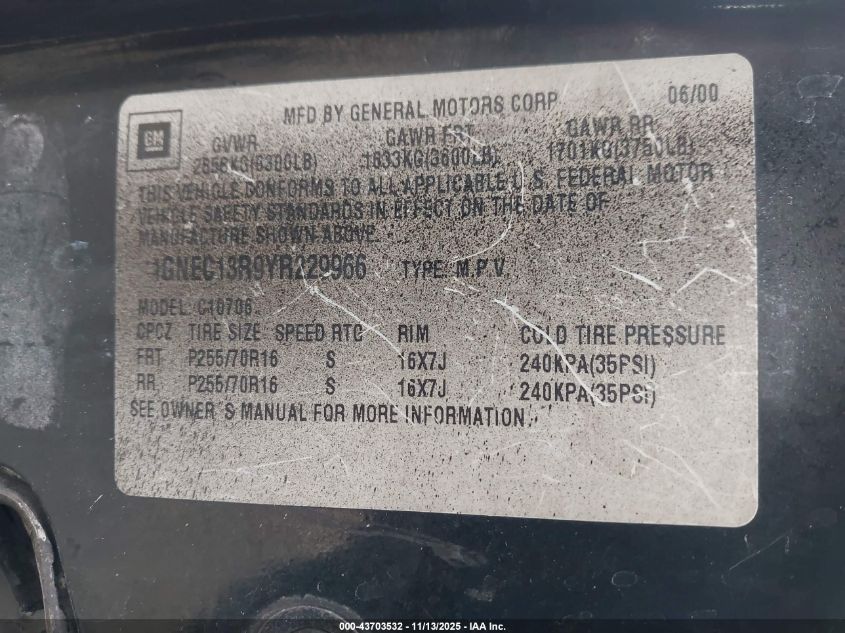 MFD BY GENERAL MOTORS CORP 06/00
GM
GVWR GAWR FRT GAWR RR
1633KG(3600LB) 1701KG(3750LB)
THIS VEHICLE CONFORMS TO ALL APPLICABLE U.S. FEDERAL MOTOR
VEHICLE SAFETY STANDARDS IN EFFECT ON THE DATE OF
MANUFACTURE SHOWN ABOVE.
1GNEC13R9YR229966 TYPE: M.P.V.
MODEL: C10706
CPCZ TIRE SIZE SPEED RTG RIM COLD TIRE PRESSURE
FRT P255/70R16 S 16X7J 240KPA(35PSI)
RR P255/70R16 S 16X7J 240KPA(35PSI)
SEE OWNER'S MANUAL FOR MORE INFORMATION.
000-43703532 - 11/13/2025 - IAA Inc.